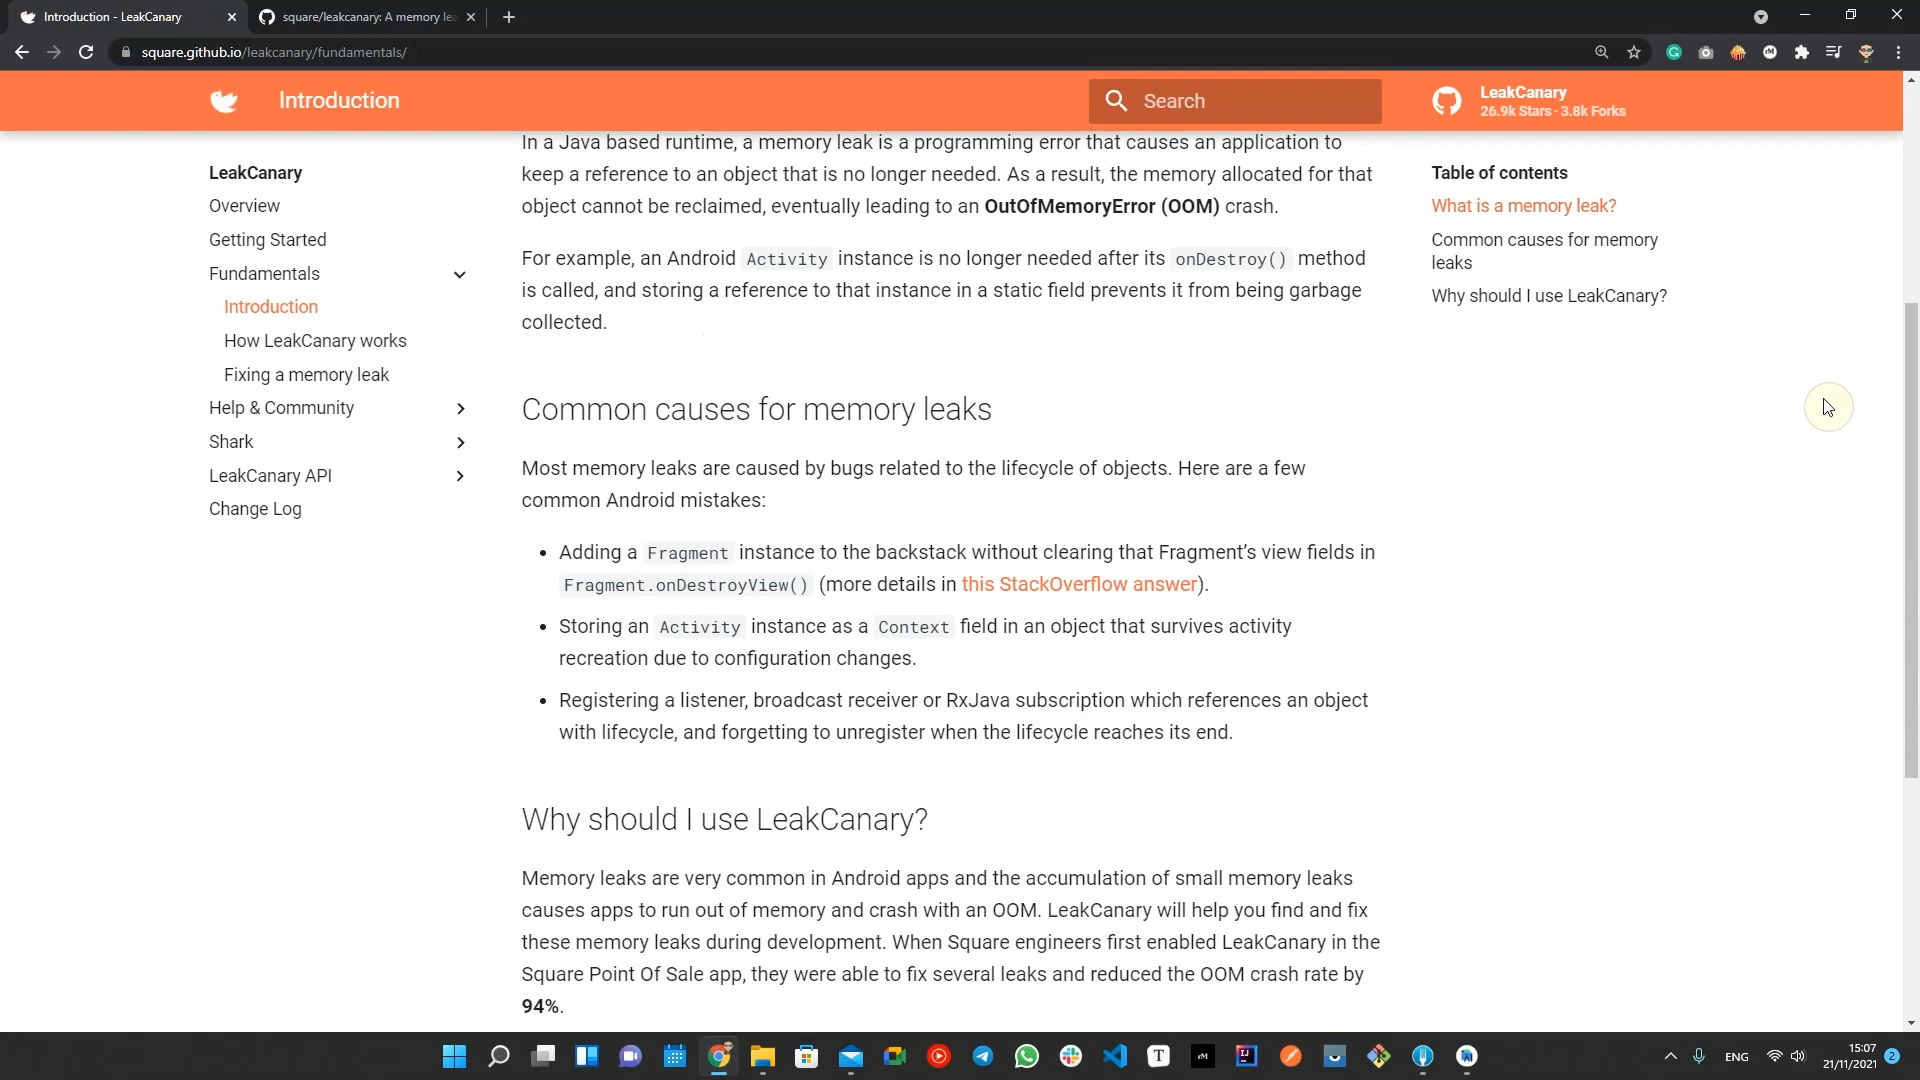 Introduction - LeakCanary
square/leakcanary: A memory lea
square.github.io/leakcanary/fundamentals/
Introduction
Search
LeakCanary
26.9k Stars · 3.8k Forks
LeakCanary
Overview
Getting Started
Fundamentals
Introduction
How LeakCanary works
Fixing a memory leak
Help & Community
Shark
LeakCanary API
Change Log
In a Java based runtime, a memory leak is a programming error that causes an application to
keep a reference to an object that is no longer needed. As a result, the memory allocated for that
object cannot be reclaimed, eventually leading to an OutOfMemoryError (OOM) crash.
For example, an Android Activity instance is no longer needed after its onDestroy() method
is called, and storing a reference to that instance in a static field prevents it from being garbage
collected.
Common causes for memory leaks
Most memory leaks are caused by bugs related to the lifecycle of objects. Here are a few
common Android mistakes:
• Adding a Fragment instance to the backstack without clearing that Fragment's view fields in
Fragment.onDestroyView() (more details in this StackOverflow answer).
• Storing an Activity instance as a Context field in an object that survives activity
recreation due to configuration changes.
• Registering a listener, broadcast receiver or RxJava subscription which references an object
with lifecycle, and forgetting to unregister when the lifecycle reaches its end.
Why should I use LeakCanary?
Memory leaks are very common in Android apps and the accumulation of small memory leaks
causes apps to run out of memory and crash with an OOM. LeakCanary will help you find and fix
these memory leaks during development. When Square engineers first enabled LeakCanary in the
Square Point Of Sale app, they were able to fix several leaks and reduced the OOM crash rate by
94%.
Table of contents
What is a memory leak?
Common causes for memory
leaks
Why should I use LeakCanary?
T
rM
IJ
ENG
15:07
21/11/2021
2